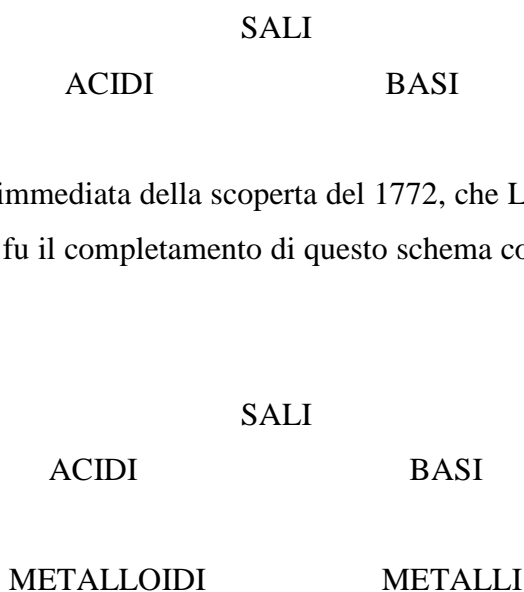 SALI
ACIDI BASI
immediata della scoperta del 1772, che L
fu il completamento di questo schema co
SALI
ACIDI BASI
METALLOIDI METALLI